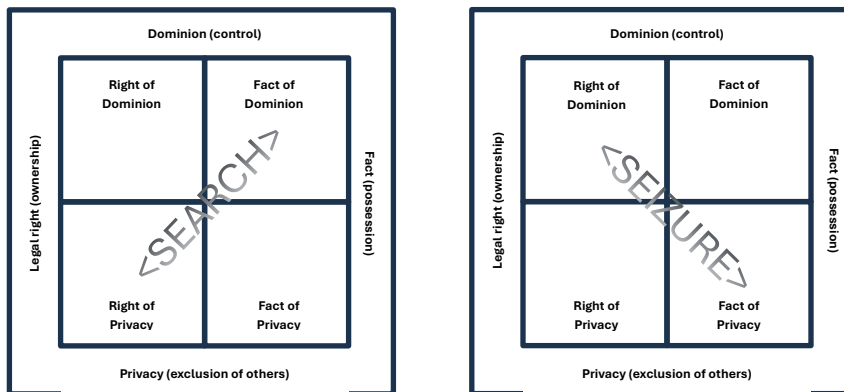 Dominion (control)
Right of
Dominion
Fact of
Dominion
Legal right (ownership)
<SEARCH>
Fact (possession)
Right of
Privacy
Fact of
Privacy
Privacy (exclusion of others)
Dominion (control)
Right of
Dominion
Fact of
Dominion
Legal right (ownership)
<SEIZURE>
Fact (possession)
Right of
Privacy
Fact of
Privacy
Privacy (exclusion of others)